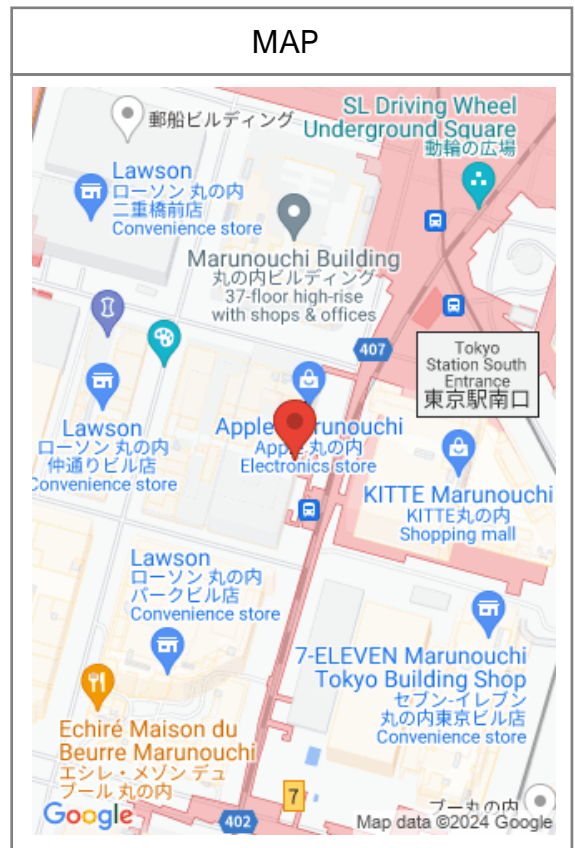 MAP
郵船ビルディング
SL Driving Wheel
Underground Square
動輪の広場
Lawson
ローソン 丸の内
二重橋前店
Convenience store
Marunouchi Building
丸の内ビルディング
37-floor high-rise
with shops & offices
407
Tokyo
Station South
Entrance
東京駅南口
Lawson
ローソン 丸の内
仲通りビル店
Convenience store
Apple Marunouchi
Apple 丸の内
Electronics store
KITTE Marunouchi
KITTE丸の内
Shopping mall
Lawson
ローソン 丸の内
パークビル店
Convenience store
7-ELEVEN Marunouchi
Tokyo Building Shop
セブン-イレブン
丸の内東京ビル店
Convenience store
Echiré Maison du
Beurre Marunouchi
エシレ・メゾン デュ
ブール 丸の内
7
ブー丸の内
Google
402
Map data ©2024 Google